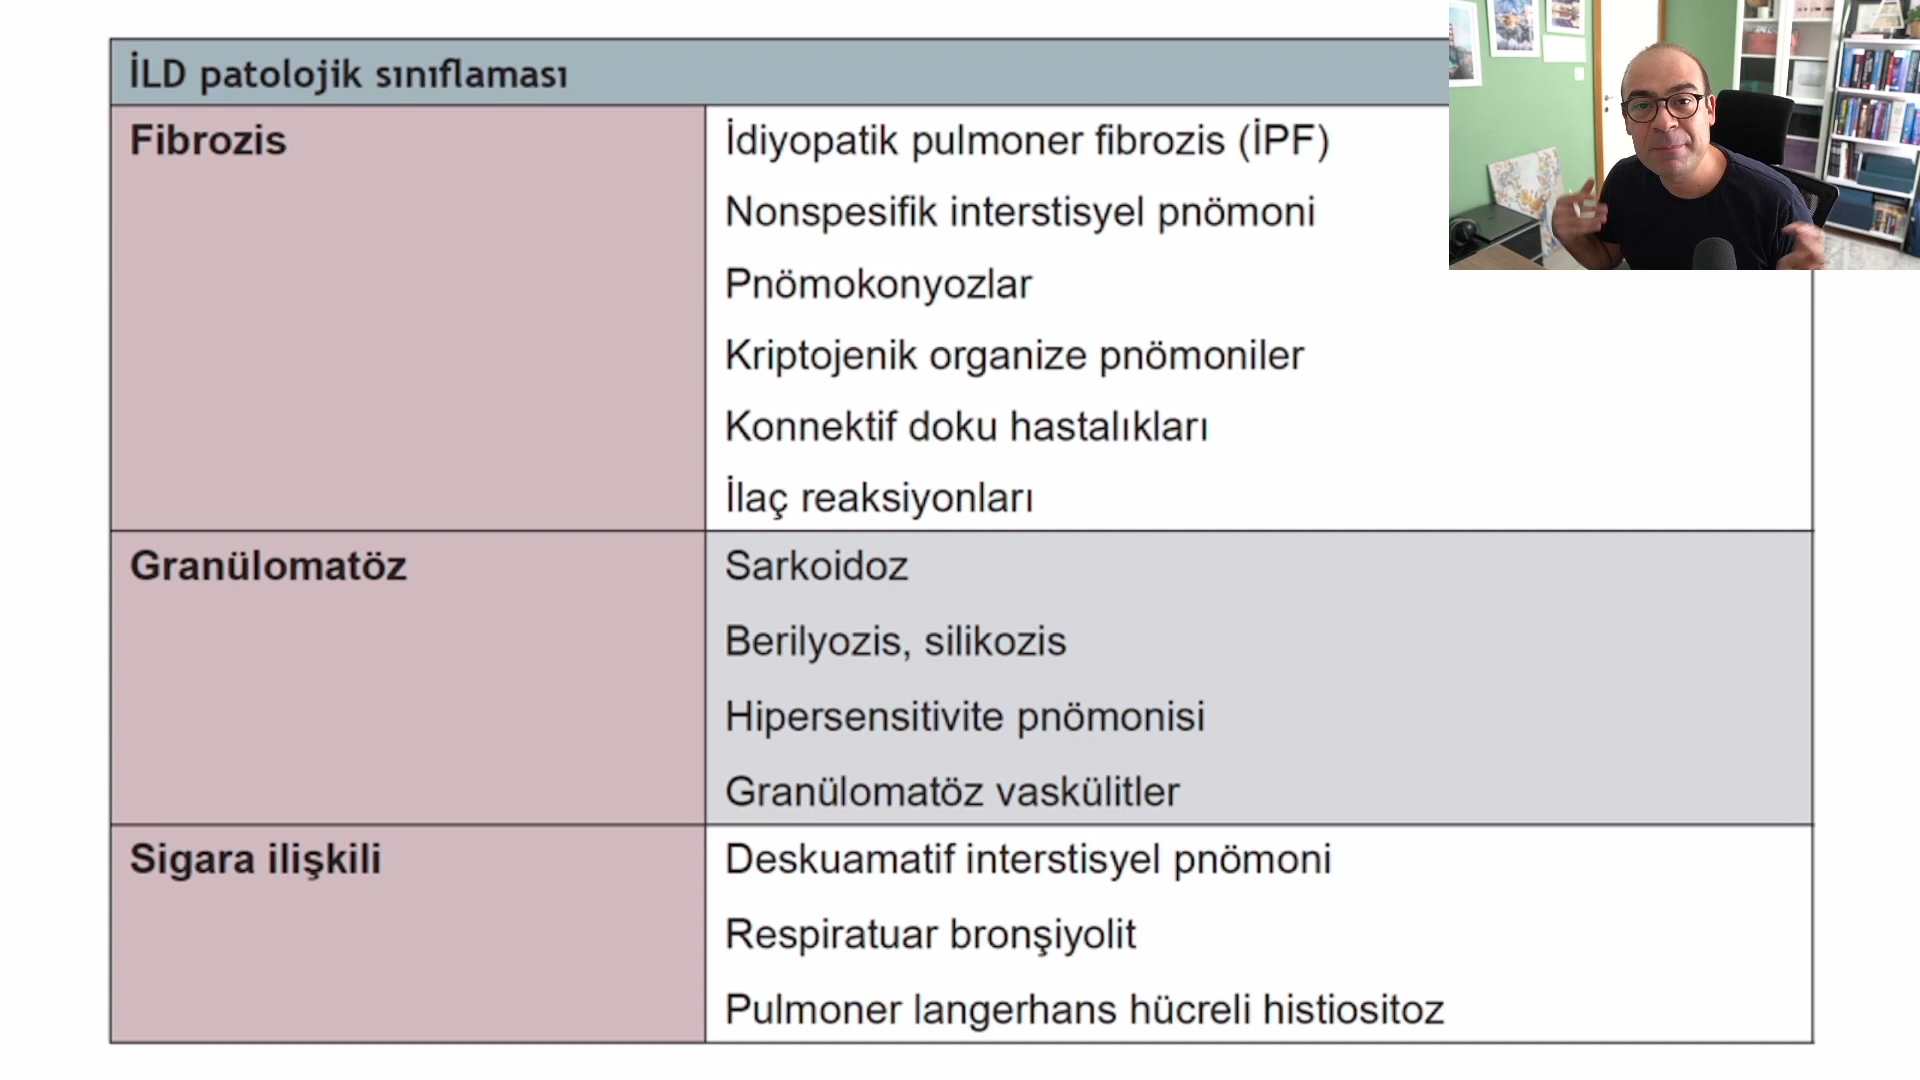 İLD patolojik sınıflaması
Fibrozis
İdiyopatik pulmoner fibrozis (İPF)
Nonspesifik interstisyel pnömoni
Pnömokonyozlar
Kriptojenik organize pnömoniler
Konnektif doku hastalıkları
İlaç reaksiyonları
Granülomatöz
Sarkoidoz
Berilyozis, silikozis
Hipersensitivite pnömonisi
Granülomatöz vaskülitler
Sigara ilişkili
Deskuamatif interstisyel pnömoni
Respiratuar bronşiyolit
Pulmoner langerhans hücreli histiositoz